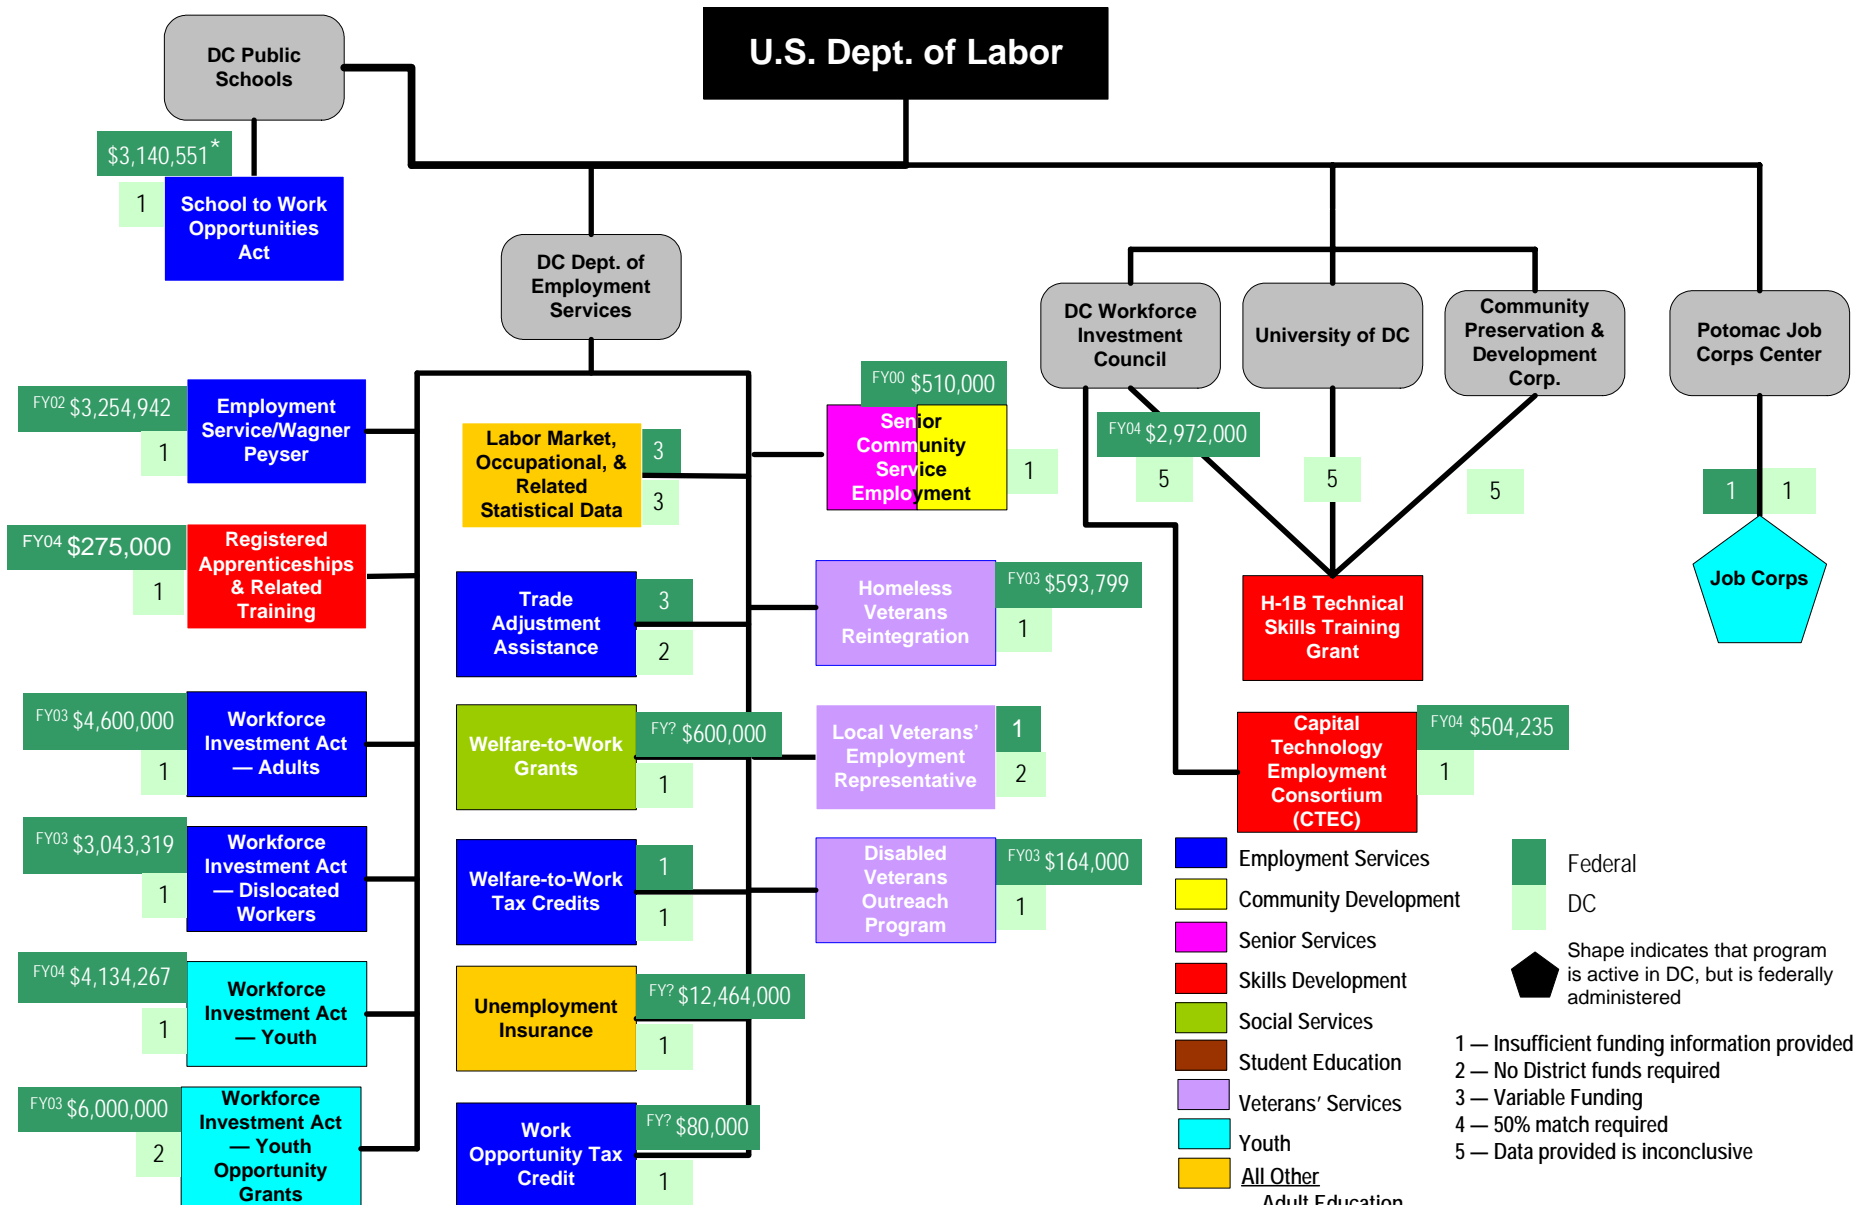 U.S. Dept. of Labor
DC Public
Schools
$3,140,551*
1
School to Work
Opportunities
Act
DC Dept. of
Employment
Services
DC Workforce
Investment
Council
University of DC
Community
Preservation &
Development
Corp.
Potomac Job
Corps Center
FY02 $3,254,942
1
Employment
Service/Wagner
Peyser
FY04 $275,000
1
Registered
Apprenticeships
& Related
Training
FY03 $4,600,000
1
Workforce
Investment Act
— Adults
FY03 $3,043,319
1
Workforce
Investment Act
— Dislocated
Workers
FY04 $4,134,267
1
Workforce
Investment Act
— Youth
FY03 $6,000,000
2
Workforce
Investment Act
— Youth
Opportunity
Grants
Labor Market,
Occupational, &
Related
Statistical Data
3
3
Trade
Adjustment
Assistance
3
2
Welfare-to-Work
Grants
FY? $600,000
1
Welfare-to-Work
Tax Credits
1
1
Unemployment
Insurance
FY? $12,464,000
1
Work
Opportunity Tax
Credit
FY? $80,000
1
FY00 $510,000
Senior
Community
Service
Employment
1
Homeless
Veterans
Reintegration
FY03 $593,799
1
Local Veterans’
Employment
Representative
1
2
Disabled
Veterans
Outreach
Program
FY03 $164,000
1
FY04 $2,972,000
5
5
5
H-1B Technical
Skills Training
Grant
Capital
Technology
Employment
Consortium
(CTEC)
FY04 $504,235
1
1
1
Job Corps
Employment Services
Community Development
Senior Services
Skills Development
Social Services
Student Education
Veterans’ Services
Youth
All Other
Adult Education
Federal
DC
Shape indicates that program
is active in DC, but is federally
administered
1 — Insufficient funding information provided
2 — No District funds required
3 — Variable Funding
4 — 50% match required
5 — Data provided is inconclusive